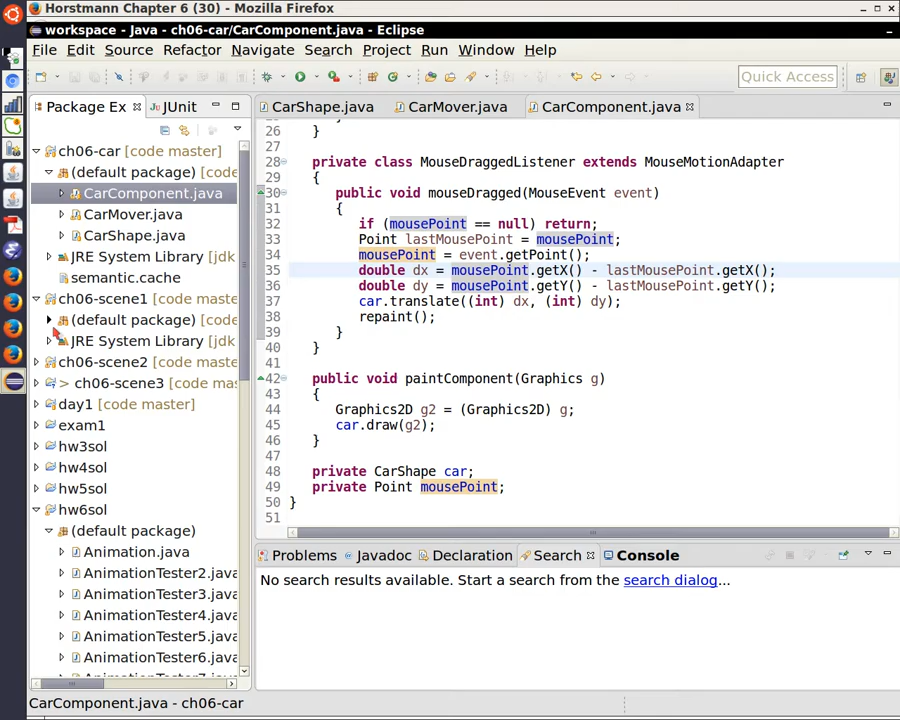 Horstmann Chapter 6 (30) - Mozilla Firefox
workspace - Java - ch06-car/CarComponent.java - Eclipse
File Edit Source Refactor Navigate Search Project Run Window Help
Quick Access
Package Ex JUnit
CarShape.java CarMover.java CarComponent.java
ch06-car [code master]
(default package) [code
CarComponent.java
CarMover.java
CarShape.java
JRE System Library [jdk
semantic.cache
ch06-scene1 [code maste
(default package) [code
JRE System Library [jdk
ch06-scene2 [code maste
> ch06-scene3 [code mas
day1 [code master]
exam1
hw3sol
hw4sol
hw5sol
hw6sol
(default package)
Animation.java
AnimationTester2.java
AnimationTester3.java
AnimationTester4.java
AnimationTester5.java
AnimationTester6.java
26 }
27
28 private class MouseDraggedListener extends MouseMotionAdapter
29 {
30 public void mouseDragged(MouseEvent event)
31 {
32 if (mousePoint == null) return;
33 Point lastMousePoint = mousePoint;
34 mousePoint = event.getPoint();
35 double dx = mousePoint.getX() - lastMousePoint.getX();
36 double dy = mousePoint.getY() - lastMousePoint.getY();
37 car.translate((int) dx, (int) dy);
38 repaint();
39 }
40 }
41
42 public void paintComponent(Graphics g)
43 {
44 Graphics2D g2 = (Graphics2D) g;
45 car.draw(g2);
46 }
47
48 private CarShape car;
49 private Point mousePoint;
50 }
51
Problems Javadoc Declaration Search Console
No search results available. Start a search from the search dialog...
CarComponent.java - ch06-car